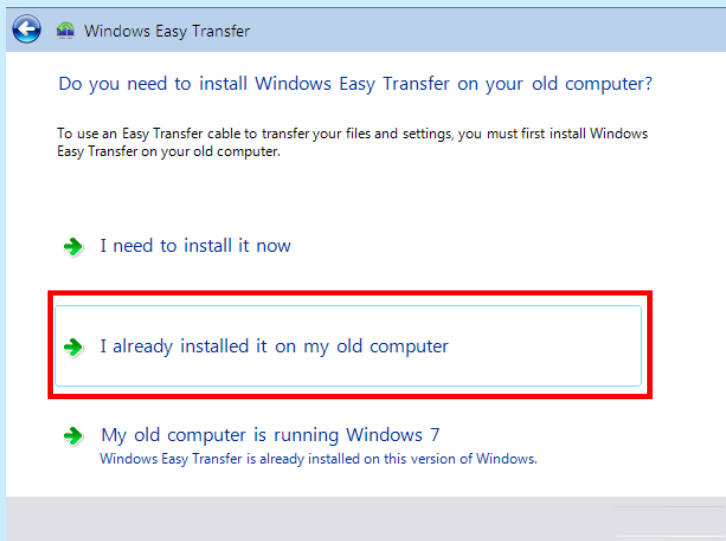 Windows Easy Transfer
Do you need to install Windows Easy Transfer on your old computer?
To use an Easy Transfer cable to transfer your files and settings, you must first install Windows
Easy Transfer on your old computer.
I need to install it now
I already installed it on my old computer
My old computer is running Windows 7
Windows Easy Transfer is already installed on this version of Windows.